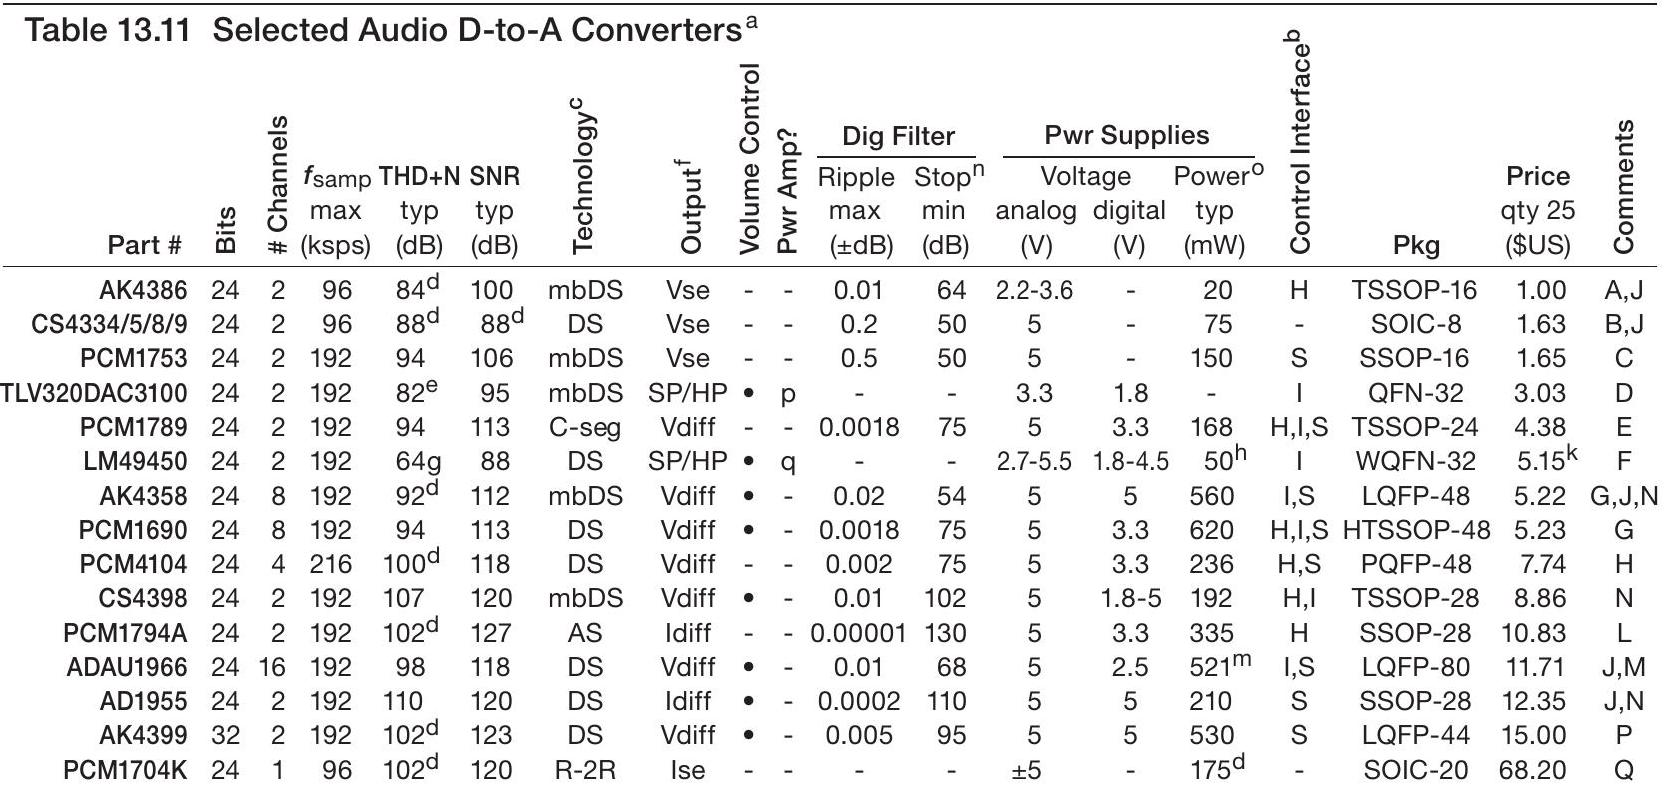 Table 13.11 Selected Audio D-to-A Converters^a
Part # Bits # Channels f_samp max (ksps) THD+N typ (dB) SNR typ (dB) Technology^c Output^f Volume Control Pwr Amp? Dig Filter Ripple max (±dB) Stop^n min (dB) Pwr Supplies Voltage analog (V) digital (V) Power^o typ (mW) Control Interface^b Pkg Price qty 25 ($US) Comments
AK4386 24 2 96 84^d 100 mbDS Vse - - 0.01 64 2.2-3.6 - 20 H TSSOP-16 1.00 A,J
CS4334/5/8/9 24 2 96 88^d 88^d DS Vse - - 0.2 50 5 - 75 - SOIC-8 1.63 B,J
PCM1753 24 2 192 94 106 mbDS Vse - - 0.5 50 5 - 150 S SSOP-16 1.65 C
TLV320DAC3100 24 2 192 82^e 95 mbDS SP/HP • p - - 3.3 1.8 - I QFN-32 3.03 D
PCM1789 24 2 192 94 113 C-seg Vdiff - - 0.0018 75 5 3.3 168 H,I,S TSSOP-24 4.38 E
LM49450 24 2 192 64g 88 DS SP/HP • q - - 2.7-5.5 1.8-4.5 50^h I WQFN-32 5.15^k F
AK4358 24 8 192 92^d 112 mbDS Vdiff • - 0.02 54 5 5 560 I,S LQFP-48 5.22 G,J,N
PCM1690 24 8 192 94 113 DS Vdiff • - 0.0018 75 5 3.3 620 H,I,S HTSSOP-48 5.23 G
PCM4104 24 4 216 100^d 118 DS Vdiff - - 0.002 75 5 3.3 236 H,S PQFP-48 7.74 H
CS4398 24 2 192 107 120 mbDS Vdiff • - 0.01 102 5 1.8-5 192 H,I TSSOP-28 8.86 N
PCM1794A 24 2 192 102^d 127 AS Idiff - - 0.00001 130 5 3.3 335 H SSOP-28 10.83 L
ADAU1966 24 16 192 98 118 DS Vdiff • - 0.01 68 5 2.5 521^m I,S LQFP-80 11.71 J,M
AD1955 24 2 192 110 120 DS Idiff • - 0.0002 110 5 5 210 S SSOP-28 12.35 J,N
AK4399 32 2 192 102^d 123 DS Vdiff • - 0.005 95 5 5 530 S LQFP-44 15.00 P
PCM1704K 24 1 96 102^d 120 R-2R Ise - - - - ±5 - 175^d - SOIC-20 68.20 Q